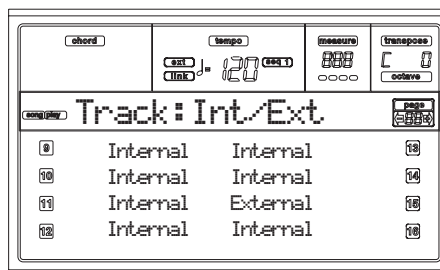 chord tempo measure transpose
ext link ♩= 120 seq 1 888 C 0
octave
song play Track:Int/Ext page 88
9 Internal Internal 13
10 Internal Internal 14
11 Internal External 15
12 Internal Internal 16